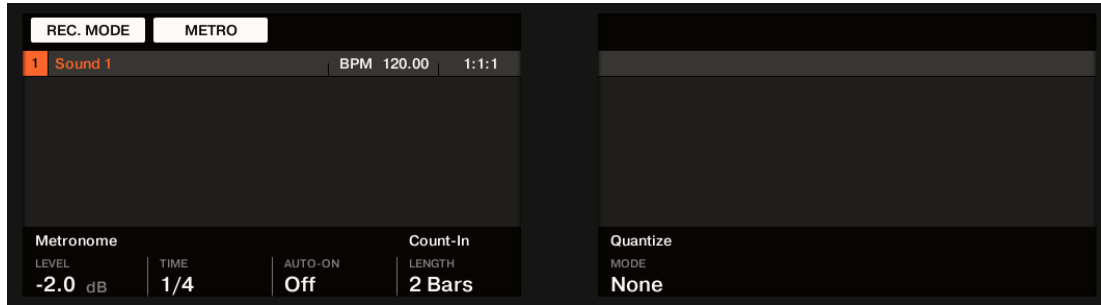 REC. MODE METRO
1 Sound 1 BPM 120.00 1:1:1
Metronome Count-In Quantize
LEVEL TIME AUTO-ON LENGTH MODE
-2.0 dB 1/4 Off 2 Bars None